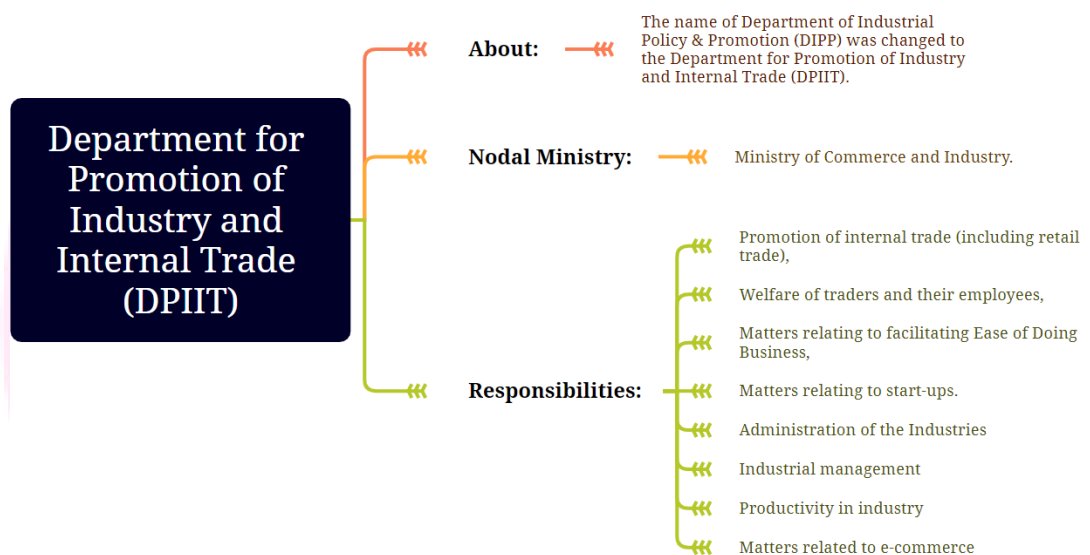 Department for
Promotion of
Industry and
Internal Trade
(DPIIT)
About:
The name of Department of Industrial
Policy & Promotion (DIPP) was changed to
the Department for Promotion of Industry
and Internal Trade (DPIIT).
Nodal Ministry:
Ministry of Commerce and Industry.
Responsibilities:
Promotion of internal trade (including retail
trade),
Welfare of traders and their employees,
Matters relating to facilitating Ease of Doing
Business,
Matters relating to start-ups.
Administration of the Industries
Industrial management
Productivity in industry
Matters related to e-commerce